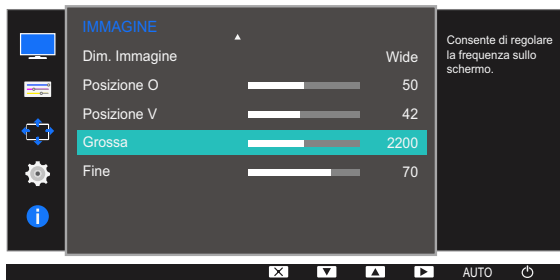 IMMAGINE
Dim. Immagine Wide
Posizione O 50
Posizione V 42
Grossa 2200
Fine 70
Consente di regolare
la frequenza sullo
schermo.
AUTO